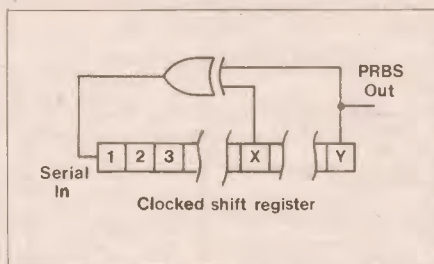 PRBS
Out
1 2 3 X Y
Serial
In
Clocked shift register